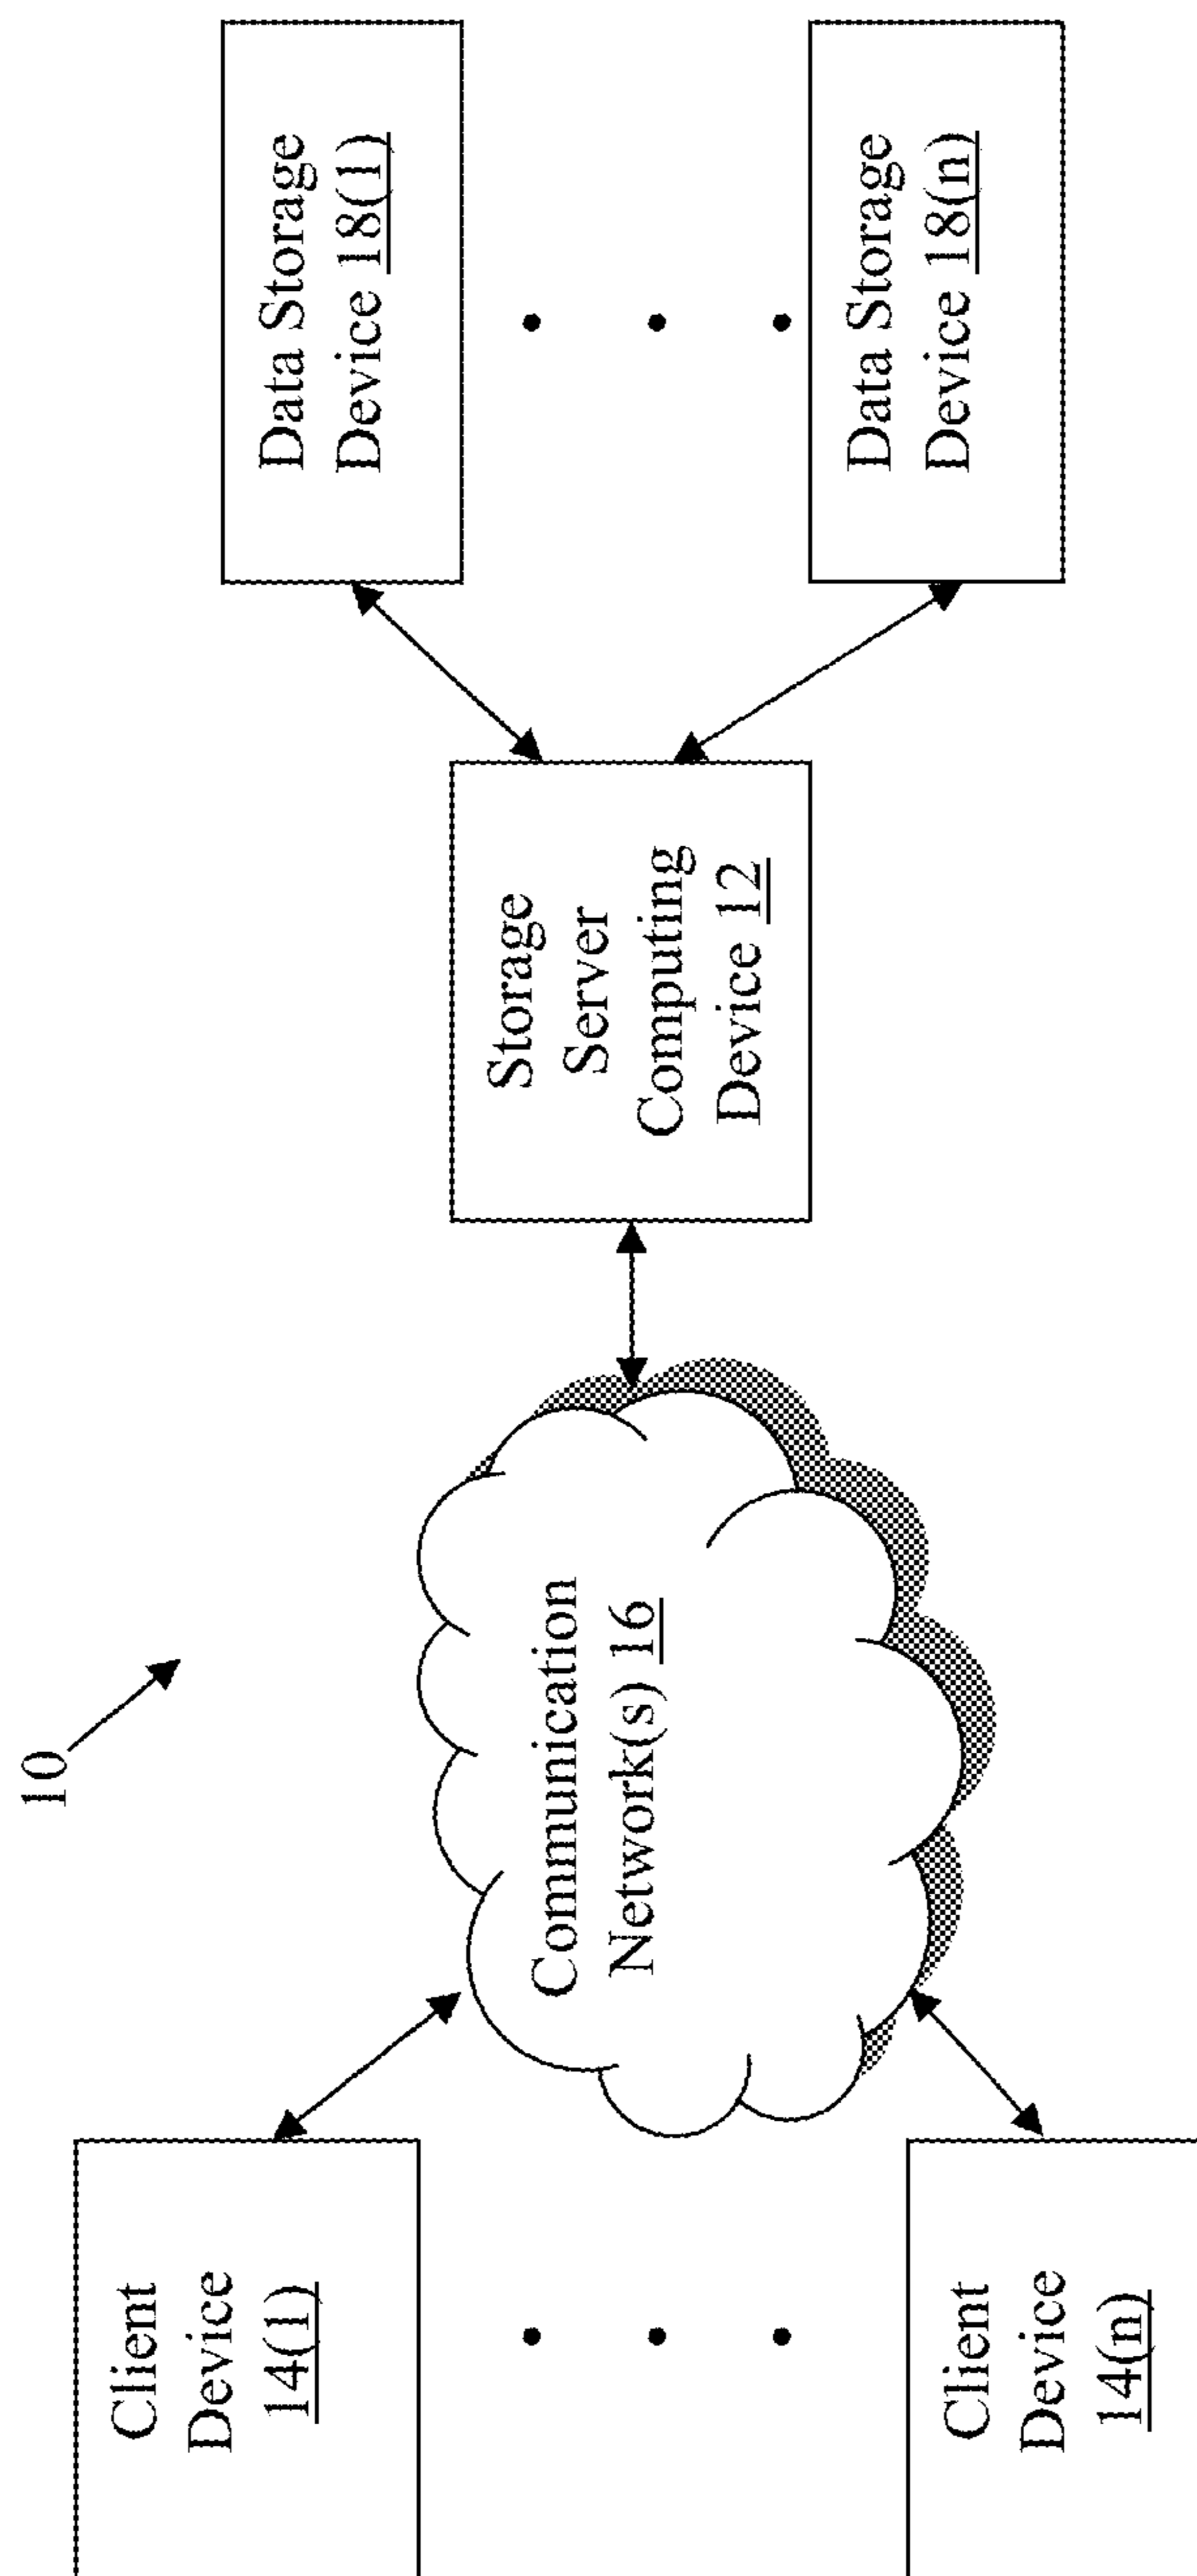 10
Client
Device
14(1)
Client
Device
14(n)
Communication
Network(s) 16
Storage
Server
Computing
Device 12
Data Storage
Device 18(1)
Data Storage
Device 18(n)